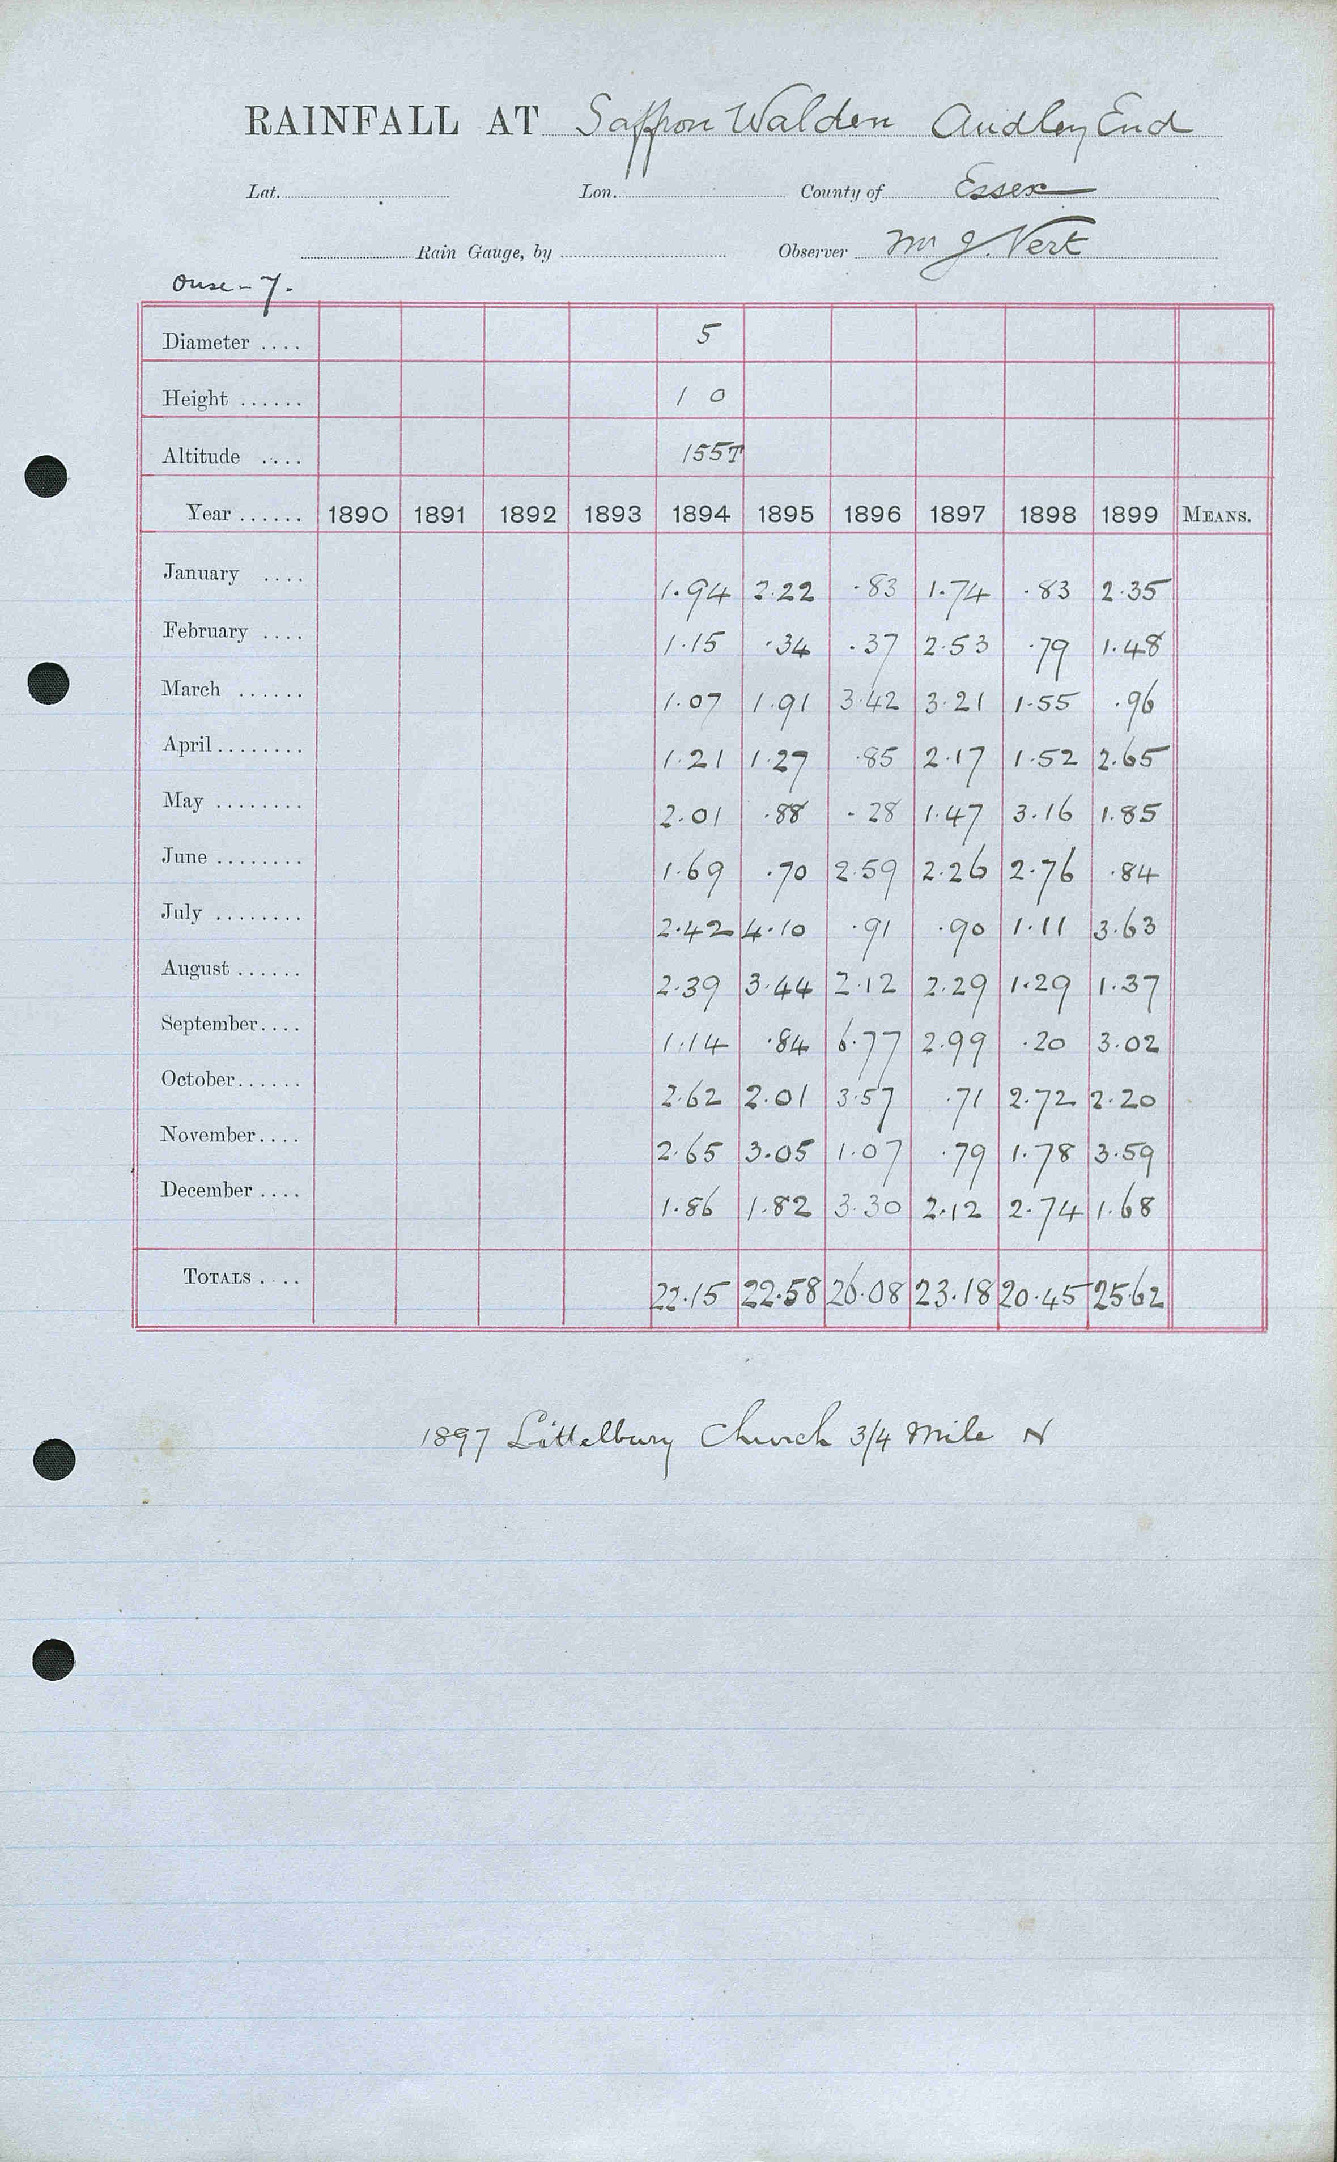 RAINFALL AT Saffron Walden Audley End
Lat. Lon. County of Essex
Rain Gauge, by Observer Mr J. Vert
Ouse - 7.
Diameter .... 5
Height ...... 1 0
Altitude .... 155T
Year ...... 1890 1891 1892 1893 1894 1895 1896 1897 1898 1899 MEANS.
January .... 1.94 2.22 .83 1.74 .83 2.35
February .... 1.15 .34 .37 2.53 .79 1.48
March ...... 1.07 1.91 3.42 3.21 1.55 .96
April ........ 1.21 1.27 .85 2.17 1.52 2.65
May ........ 2.01 .88 .28 1.47 3.16 1.85
June ........ 1.69 .70 2.59 2.26 2.76 .84
July ........ 2.42 4.10 .91 .90 1.11 3.63
August ...... 2.39 3.44 2.12 2.29 1.29 1.37
September.... 1.14 .84 6.77 2.99 .20 3.02
October...... 2.62 2.01 3.57 .71 2.72 2.20
November.... 2.65 3.05 1.07 .79 1.78 3.59
December .... 1.86 1.82 3.30 2.12 2.74 1.68
TOTALS .... 22.15 22.58 26.08 23.18 20.45 25.62
1897 Littelbury Church 3/4 Mile N